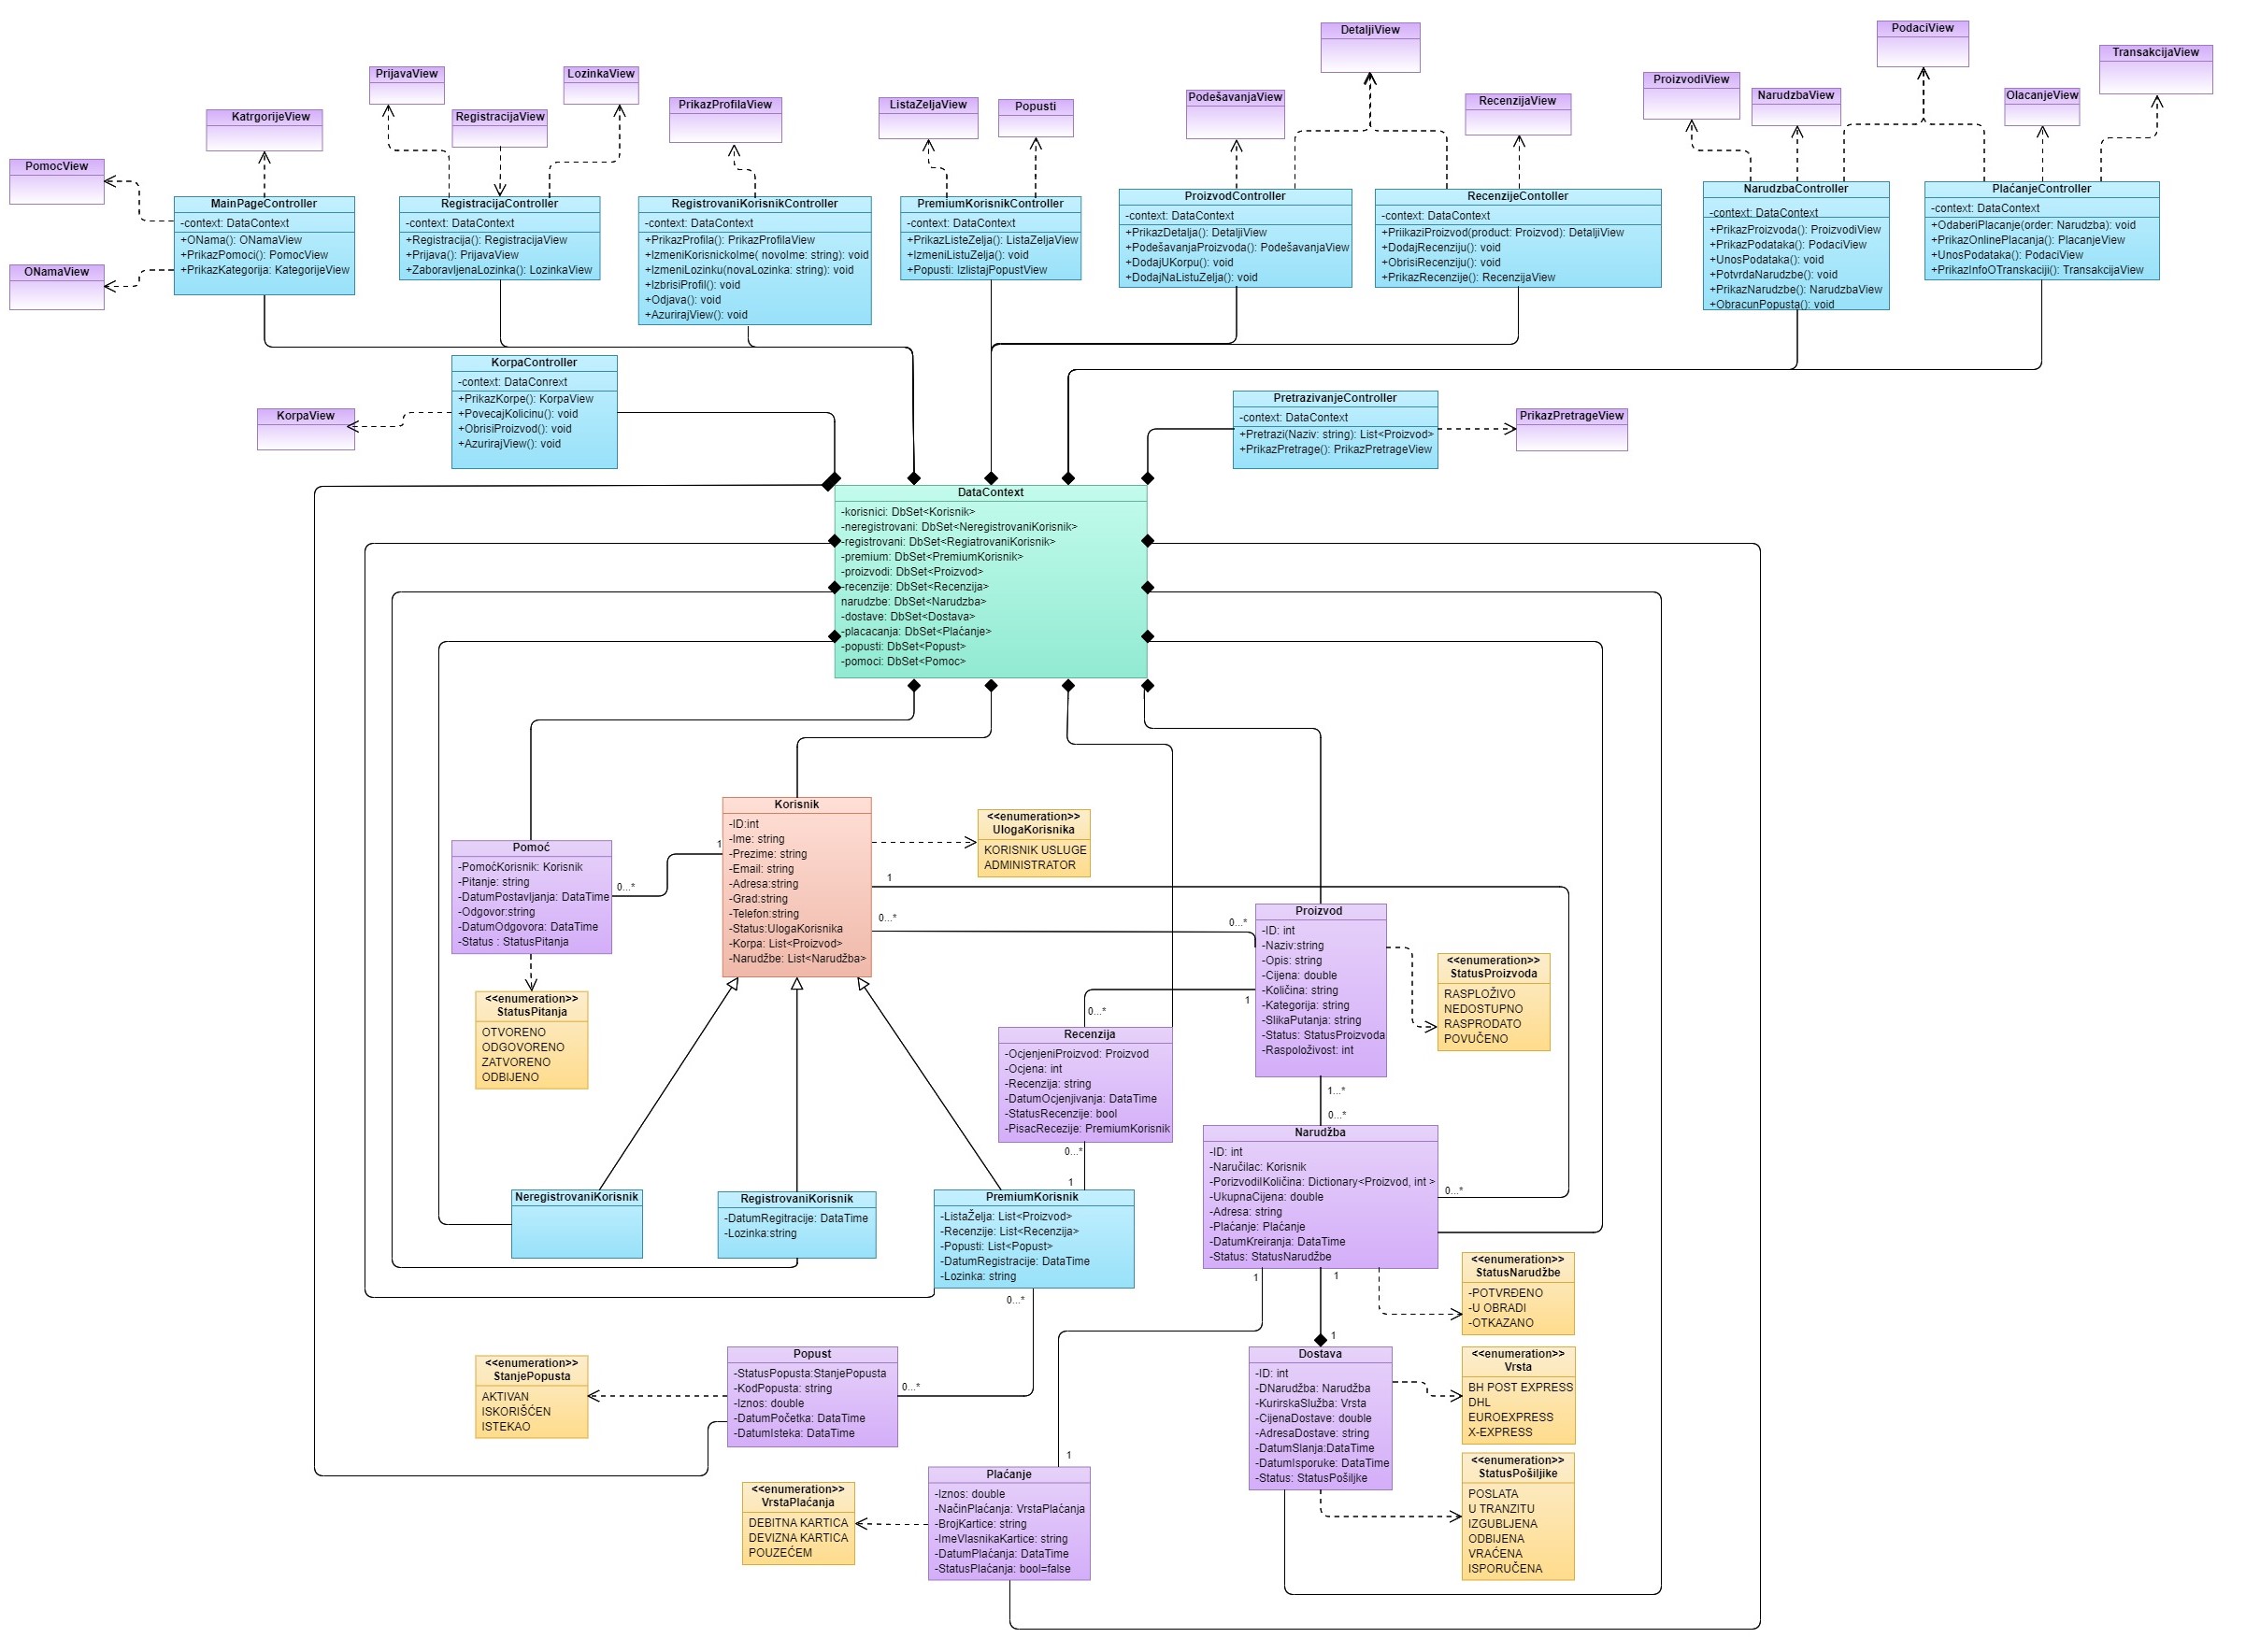 DetaljiView
PodaciView
TransakcijaView
PrijavaView
LozinkaView
ProizvodiView
KatrgorijeView
RegistracijaView
PrikazProfilaView
ListaZeljaView
Popusti
PodešavanjaView
RecenzijaView
NarudzbaView
OlacanjeView
PomocView
ONamaView
MainPageController
-context: DataContext
+ONama(): ONamaView
+PrikazPomoci(): PomocView
+PrikazKategorija: KategorijeView
RegistracijaController
-context: DataContext
+Registracija(): RegistracijaView
+Prijava(): PrijavaView
+ZaboravljenaLozinka(): LozinkaView
RegistrovaniKorisnikController
-context: DataContext
+PrikazProfila(): PrikazProfilaView
+IzmeniKorisnickoIme( novoIme: string): void
+IzmeniLozinku(novaLozinka: string): void
+IzbrisiProfil(): void
+Odjava(): void
+AzurirajView(): void
PremiumKorisnikController
-context: DataContext
+PrikazListeZelja(): ListaZeljaView
+IzmeniListuZelja(): void
+Popusti: IzlistajPopustView
ProizvodController
-context: DataContext
+PrikazDetalja(): DetaljiView
+PodešavanjaProizvoda(): PodešavanjaView
+DodajUKorpu(): void
+DodajNaListuZelja(): void
RecenzijeContoller
-context: DataContext
+PriikaziProizvod(product: Proizvod): DetaljiView
+DodajRecenziju(): void
+ObrisiRecenziju(): void
+PrikazRecenzije(): RecenzijaView
NarudzbaController
-context: DataContext
+PrikazProizvoda(): ProizvodiView
+PrikazPodataka(): PodaciView
+UnosPodataka(): void
+PotvrdaNarudzbe(): void
+PrikazNarudzbe(): NarudzbaView
+ObracunPopusta(): void
PlaćanjeController
-context: DataContext
+OdaberiPlacanje(order: Narudzba): void
+PrikazOnlinePlacanja(): PlacanjeView
+UnosPodataka(): PodaciView
+PrikazInfoOTranskaciji(): TransakcijaView
KorpaView
KorpaController
-context: DataConrext
+PrikazKorpe(): KorpaView
+PovecajKolicinu(): void
+ObrisiProizvod(): void
+AzurirajView(): void
PretrazivanjeController
-context: DataContext
+Pretrazi(Naziv: string): List<Proizvod>
+PrikazPretrage(): PrikazPretrageView
PrikazPretrageView
DataContext
-korisnici: DbSet<Korisnik>
-neregistrovani: DbSet<NeregistrovaniKorisnik>
-registrovani: DbSet<RegiatrovaniKorisnik>
-premium: DbSet<PremiumKorisnik>
-proizvodi: DbSet<Proizvod>
-recenzije: DbSet<Recenzija>
narudzbe: DbSet<Narudzba>
-dostave: DbSet<Dostava>
-placacanja: DbSet<Plaćanje>
-popusti: DbSet<Popust>
-pomoci: DbSet<Pomoc>
Pomoć
-PomoćKorisnik: Korisnik
-Pitanje: string
-DatumPostavljanja: DataTime
-Odgovor:string
-DatumOdgovora: DataTime
-Status : StatusPitanja
0...*
1
Korisnik
-ID:int
-Ime: string
-Prezime: string
-Email: string
-Adresa:string
-Grad:string
-Telefon:string
-Status:UlogaKorisnika
-Korpa: List<Proizvod>
-Narudžbe: List<Narudžba>
<<enumeration>>
UlogaKorisnika
KORISNIK USLUGE
ADMINISTRATOR
1
0...*
0...*
Proizvod
-ID: int
-Naziv:string
-Opis: string
-Cijena: double
-Količina: string
-Kategorija: string
-SlikaPutanja: string
-Status: StatusProizvoda
-Raspoloživost: int
<<enumeration>>
StatusProizvoda
RASPLOŽIVO
NEDOSTUPNO
RASPRODATO
POVUČENO
<<enumeration>>
StatusPitanja
OTVORENO
ODGOVORENO
ZATVORENO
ODBIJENO
1
0...*
Recenzija
-OcjenjeniProizvod: Proizvod
-Ocjena: int
-Recenzija: string
-DatumOcjenjivanja: DataTime
-StatusRecenzije: bool
-PisacRecezije: PremiumKorisnik
0...*
1
1...*
0...*
Narudžba
-ID: int
-Naručilac: Korisnik
-PorizvodiIKoličina: Dictionary<Proizvod, int >
-UkupnaCijena: double
-Adresa: string
-Plaćanje: Plaćanje
-DatumKreiranja: DataTime
-Status: StatusNarudžbe
0...*
NeregistrovaniKorisnik
RegistrovaniKorisnik
-DatumRegitracije: DataTime
-Lozinka:string
PremiumKorisnik
-ListaŽelja: List<Proizvod>
-Recenzije: List<Recenzija>
-Popusti: List<Popust>
-DatumRegistracije: DataTime
-Lozinka: string
0...*
1
1
<<enumeration>>
StatusNarudžbe
-POTVRĐENO
-U OBRADI
-OTKAZANO
1
<<enumeration>>
StanjePopusta
AKTIVAN
ISKORIŠĆEN
ISTEKAO
Popust
-StatusPopusta:StanjePopusta
-KodPopusta: string
-Iznos: double
-DatumPočetka: DataTime
-DatumIsteka: DataTime
0...*
Dostava
-ID: int
-DNarudžba: Narudžba
-KurirskaSlužba: Vrsta
-CijenaDostave: double
-AdresaDostave: string
-DatumSlanja:DataTime
-DatumIsporuke: DataTime
-Status: StatusPošiljke
<<enumeration>>
Vrsta
BH POST EXPRESS
DHL
EUROEXPRESS
X-EXPRESS
<<enumeration>>
StatusPošiljke
POSLATA
U TRANZITU
IZGUBLJENA
ODBIJENA
VRAĆENA
ISPORUČENA
1
<<enumeration>>
VrstaPlaćanja
DEBITNA KARTICA
DEVIZNA KARTICA
POUZEĆEM
Plaćanje
-Iznos: double
-NačinPlaćanja: VrstaPlaćanja
-BrojKartice: string
-ImeVlasnikaKartice: string
-DatumPlaćanja: DataTime
-StatusPlaćanja: bool=false